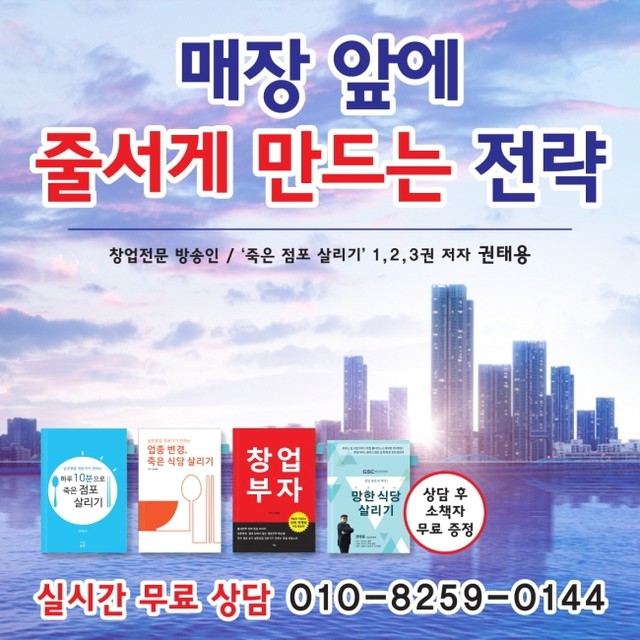 매장 앞에
줄서게 만드는 전략
창업전문 방송인 / '죽은 점포 살리기' 1,2,3권 저자 권태용
하루 10분으로
죽은 점포
살리기
업종 변경,
죽은 식당 살리기
창업
부자
GBC
망한 식당
살리기
상담 후
소책자
무료 증정
실시간 무료 상담 010-8259-0144